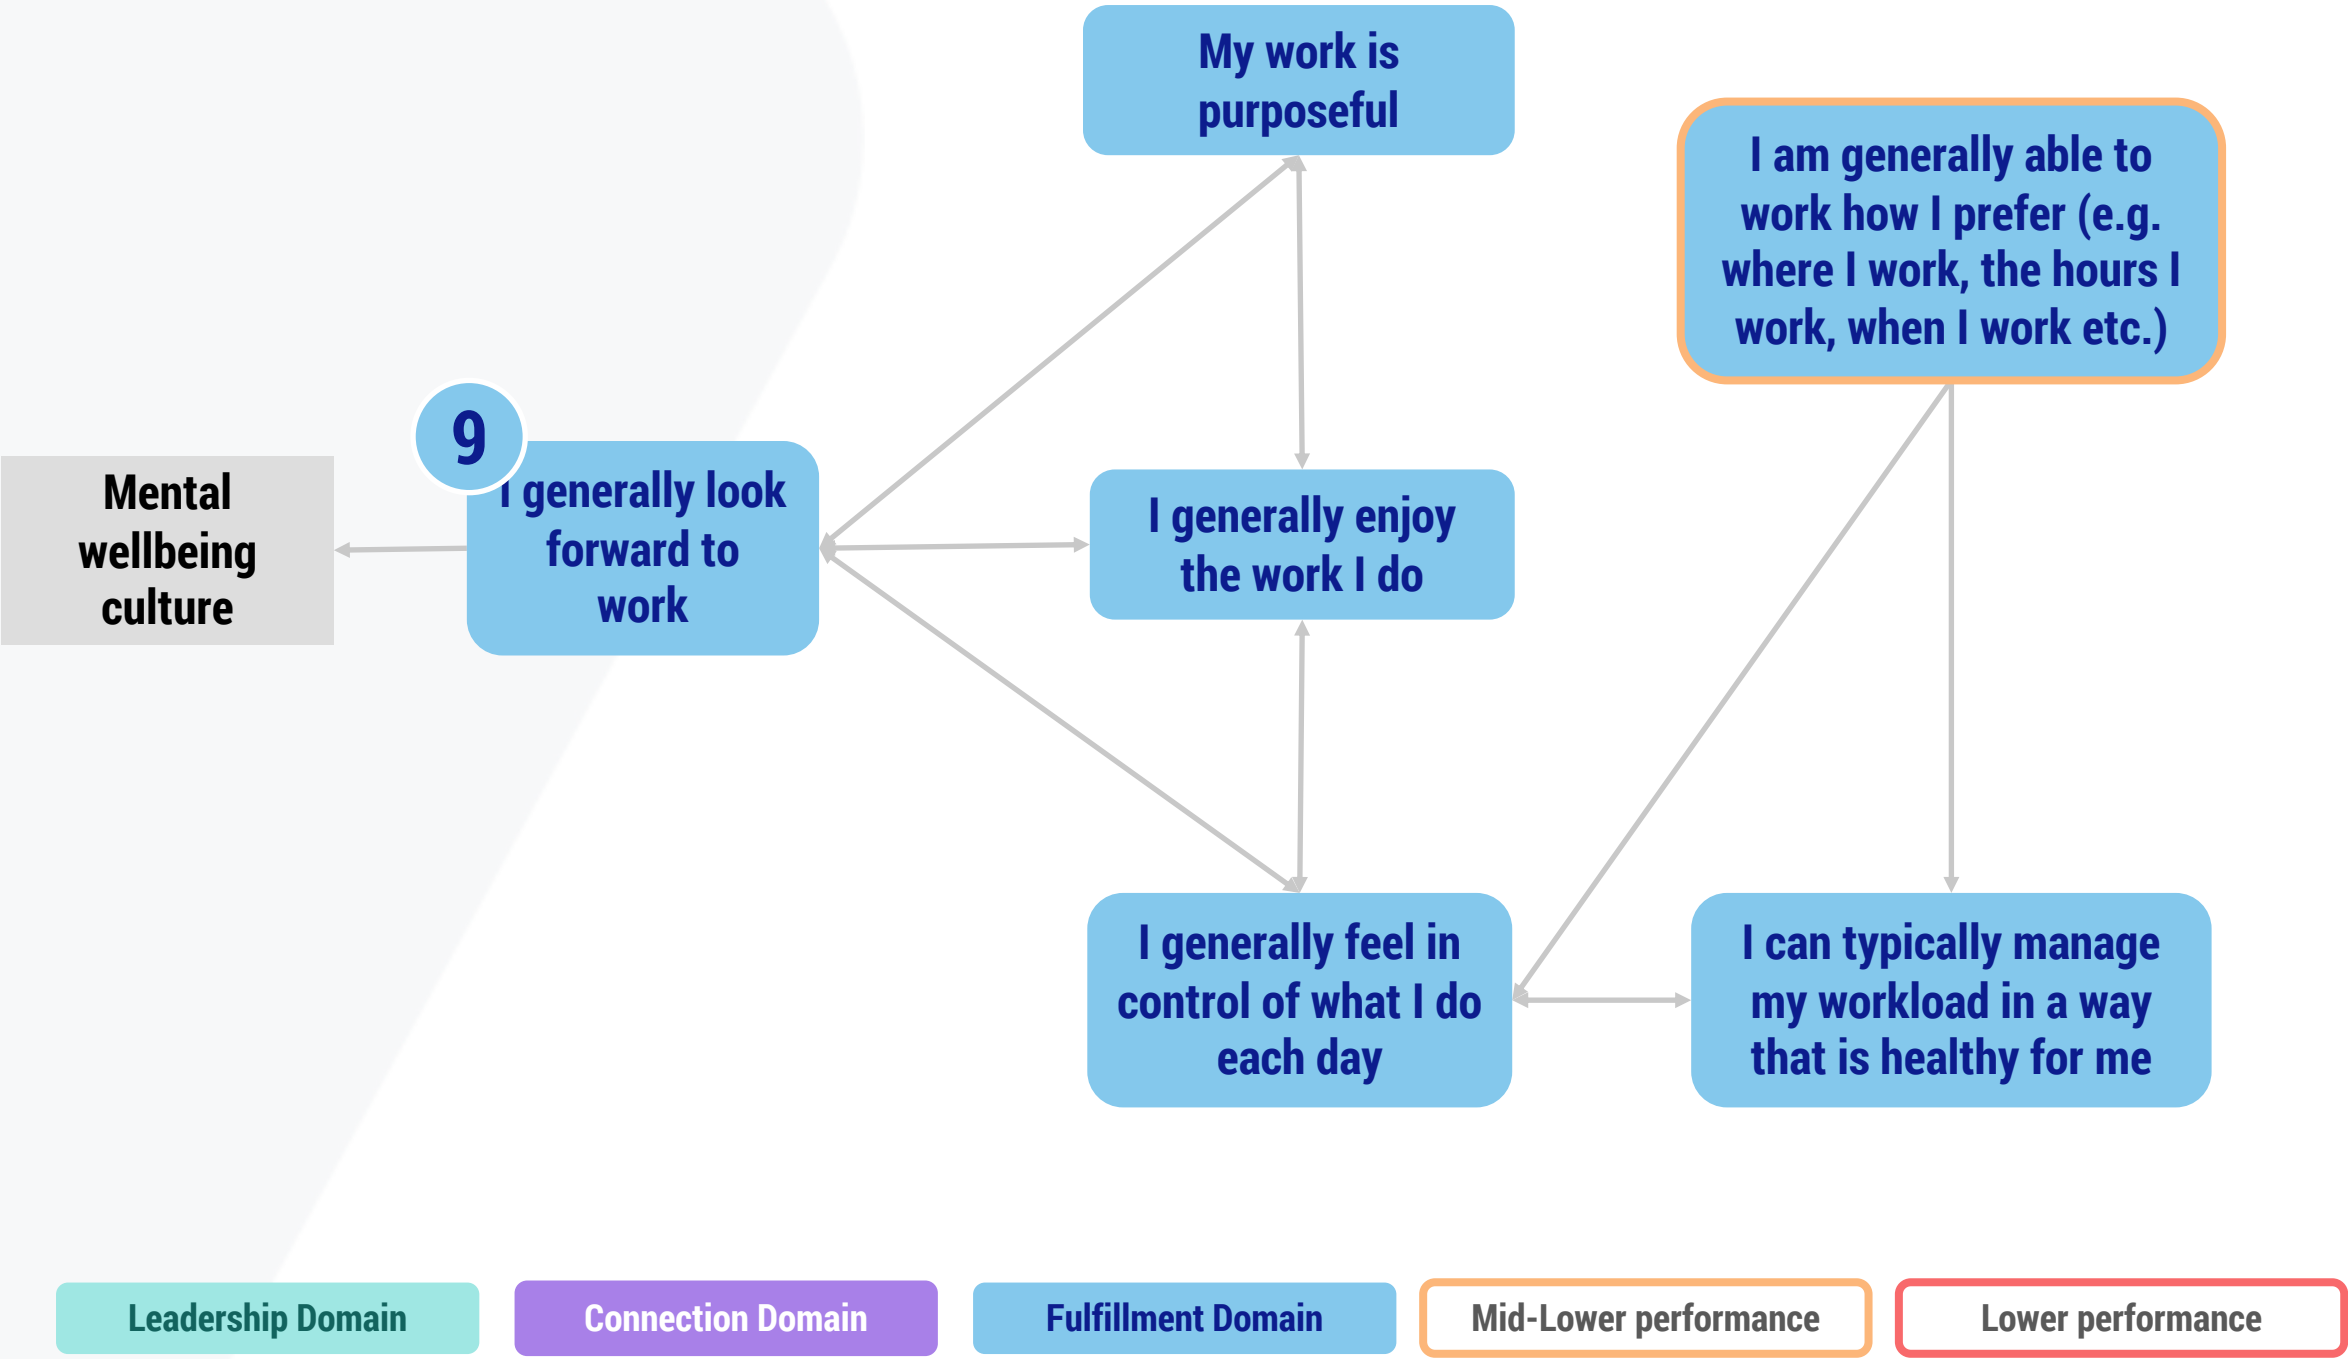 My work is
purposeful
I am generally able to
work how I prefer (e.g.
where I work, the hours I
work, when I work etc.)
9
Mental
wellbeing
culture
I generally look
forward to
work
I generally enjoy
the work I do
I generally feel in
control of what I do
each day
I can typically manage
my workload in a way
that is healthy for me
Leadership Domain
Connection Domain
Fulfillment Domain
Mid-Lower performance
Lower performance